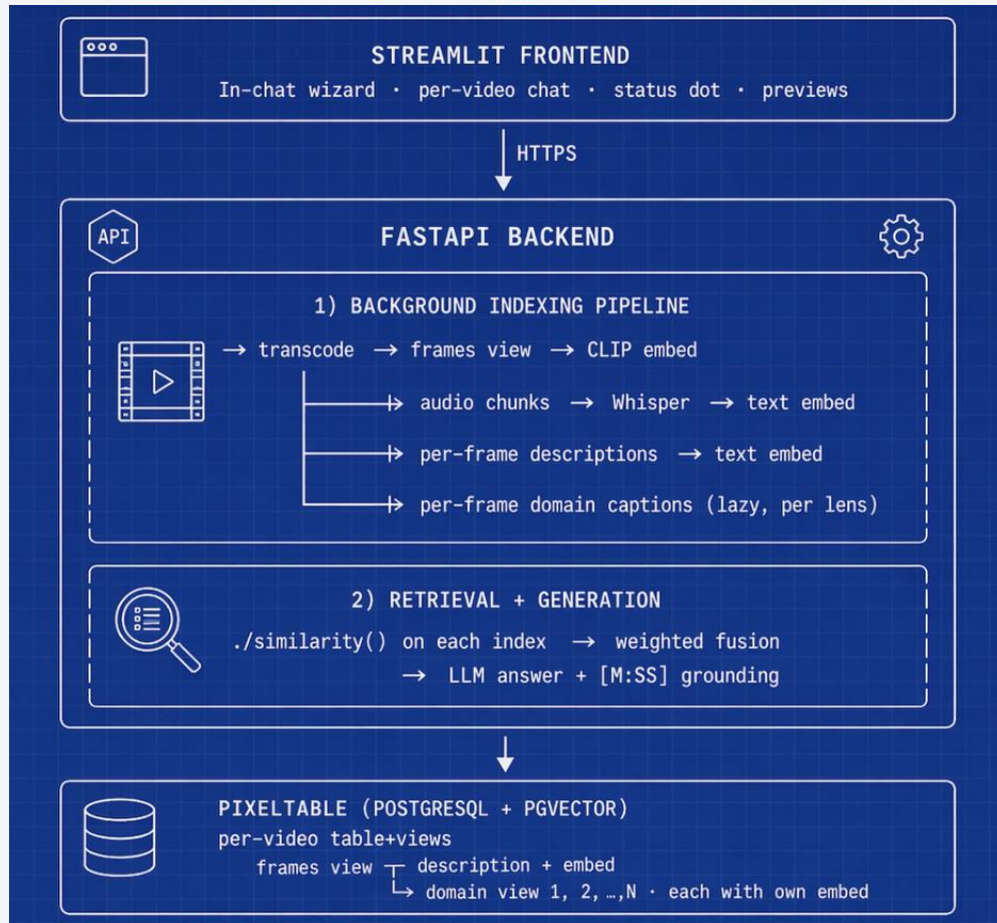 STREAMLIT FRONTEND
In-chat wizard · per-video chat · status dot · previews
HTTPS
API
FASTAPI BACKEND
1) BACKGROUND INDEXING PIPELINE
→ transcode → frames view → CLIP embed
audio chunks → Whisper → text embed
per-frame descriptions → text embed
per-frame domain captions (lazy, per lens)
2) RETRIEVAL + GENERATION
./similarity() on each index → weighted fusion
→ LLM answer + [M:SS] grounding
PIXELTABLE (POSTGRESQL + PGVECTOR)
per-video table+views
frames view description + embed
domain view 1, 2, …,N · each with own embed